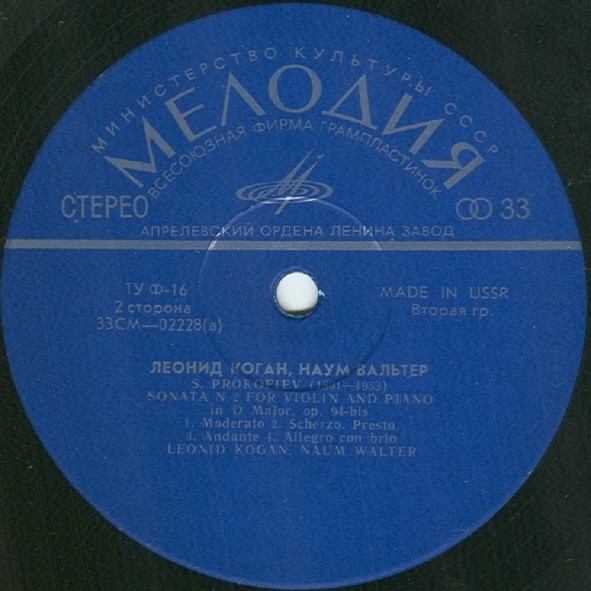 МИНИСТЕРСТВО КУЛЬТУРЫ СССР
МЕЛОДИЯ
ВСЕСОЮЗНАЯ ФИРМА ГРАМПЛАСТИНОК
СТЕРЕО 33
АПРЕЛЕВСКИЙ ОРДЕНА ЛЕНИНА ЗАВОД
ТУ Ф-16 MADE IN USSR
2 сторона Вторая гр.
33СМ—02228(а)
ЛЕОНИД КОГАН, НАУМ ВАЛЬТЕР
S. PROKOFIEV (1891—1953)
SONATA N 2 FOR VIOLIN AND PIANO
in D Major, op. 94-bis
1. Moderato 2. Scherzo. Presto
3. Andante 4. Allegro con brio
LEONID KOGAN, NAUM WALTER